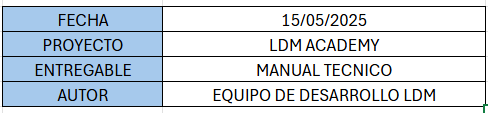 FECHA 15/05/2025
PROYECTO LDM ACADEMY
ENTREGABLE MANUAL TECNICO
AUTOR EQUIPO DE DESARROLLO LDM